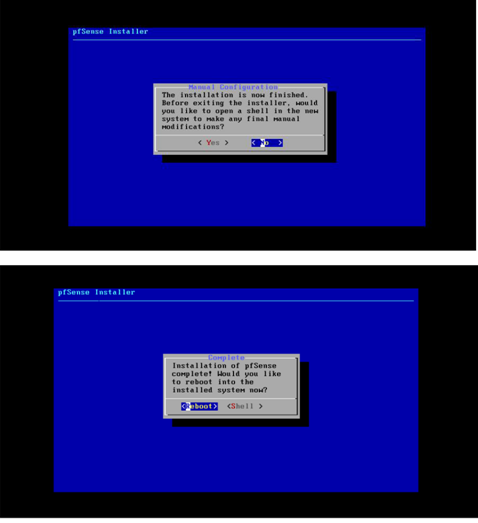 pfSense Installer
Manual Configuration
The installation is now finished.
Before exiting the installer, would
you like to open a shell in the new
system to make any final manual
modifications?
< Yes > < No >
pfSense Installer
Complete
Installation of pfSense
complete! Would you like
to reboot into the
installed system now?
<Reboot> <Shell >